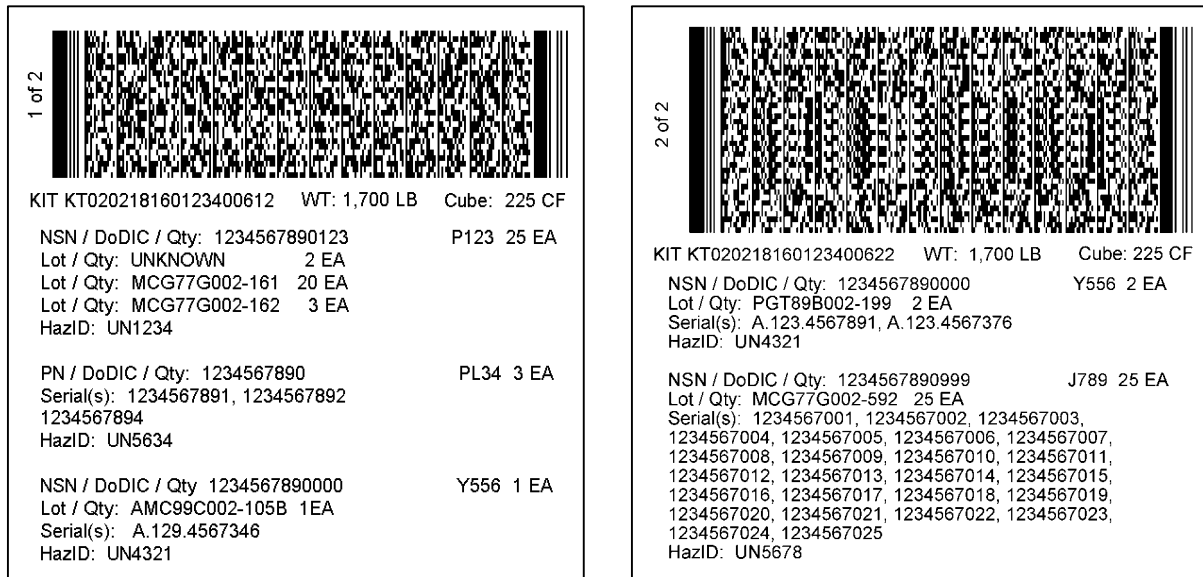 1 of 2
KIT KT020218160123400612 WT: 1,700 LB Cube: 225 CF
NSN / DoDIC / Qty: 1234567890123 P123 25 EA
Lot / Qty: UNKNOWN 2 EA
Lot / Qty: MCG77G002-161 20 EA
Lot / Qty: MCG77G002-162 3 EA
HazID: UN1234
PN / DoDIC / Qty: 1234567890 PL34 3 EA
Serial(s): 1234567891, 1234567892
1234567894
HazID: UN5634
NSN / DoDIC / Qty 1234567890000 Y556 1 EA
Lot / Qty: AMC99C002-105B 1EA
Serial(s): A.129.4567346
HazID: UN4321
2 of 2
KIT KT020218160123400622 WT: 1,700 LB Cube: 225 CF
NSN / DoDIC / Qty: 1234567890000 Y556 2 EA
Lot / Qty: PGT89B002-199 2 EA
Serial(s): A.123.4567891, A.123.4567376
HazID: UN4321
NSN / DoDIC / Qty: 1234567890999 J789 25 EA
Lot / Qty: MCG77G002-592 25 EA
Serial(s): 1234567001, 1234567002, 1234567003,
1234567004, 1234567005, 1234567006, 1234567007,
1234567008, 1234567009, 1234567010, 1234567011,
1234567012, 1234567013, 1234567014, 1234567015,
1234567016, 1234567017, 1234567018, 1234567019,
1234567020, 1234567021, 1234567022, 1234567023,
1234567024, 1234567025
HazID: UN5678